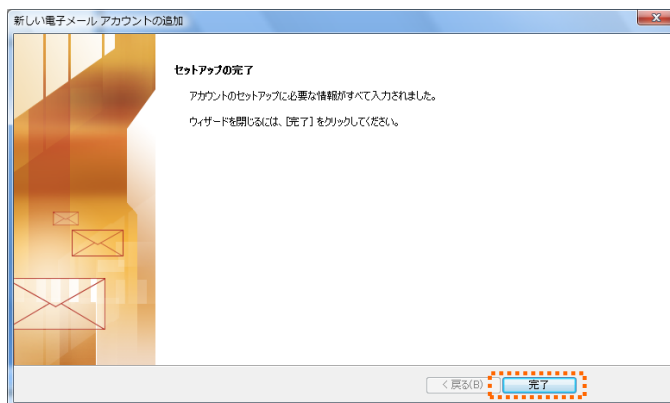 新しい電子メール アカウントの追加
セットアップの完了
アカウントのセットアップに必要な情報がすべて入力されました。
ウィザードを閉じるには、[完了] をクリックしてください。
< 戻る(B)
完了